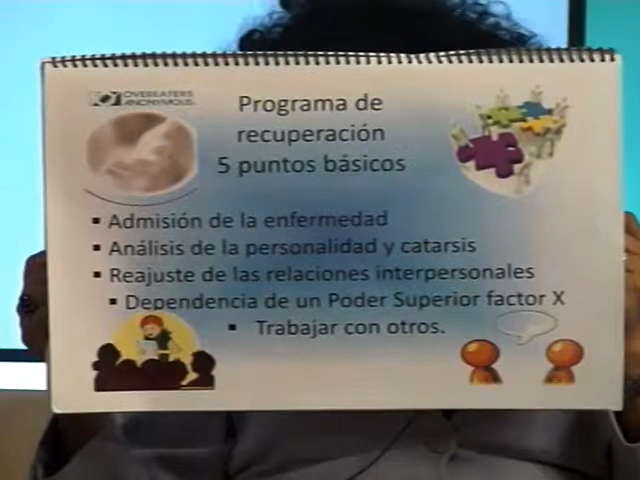 OVEREATERS
ANONYMOUS
Programa de
recuperación
5 puntos básicos
▪ Admisión de la enfermedad
▪ Análisis de la personalidad y catarsis
▪ Reajuste de las relaciones interpersonales
▪ Dependencia de un Poder Superior factor X
▪ Trabajar con otros.